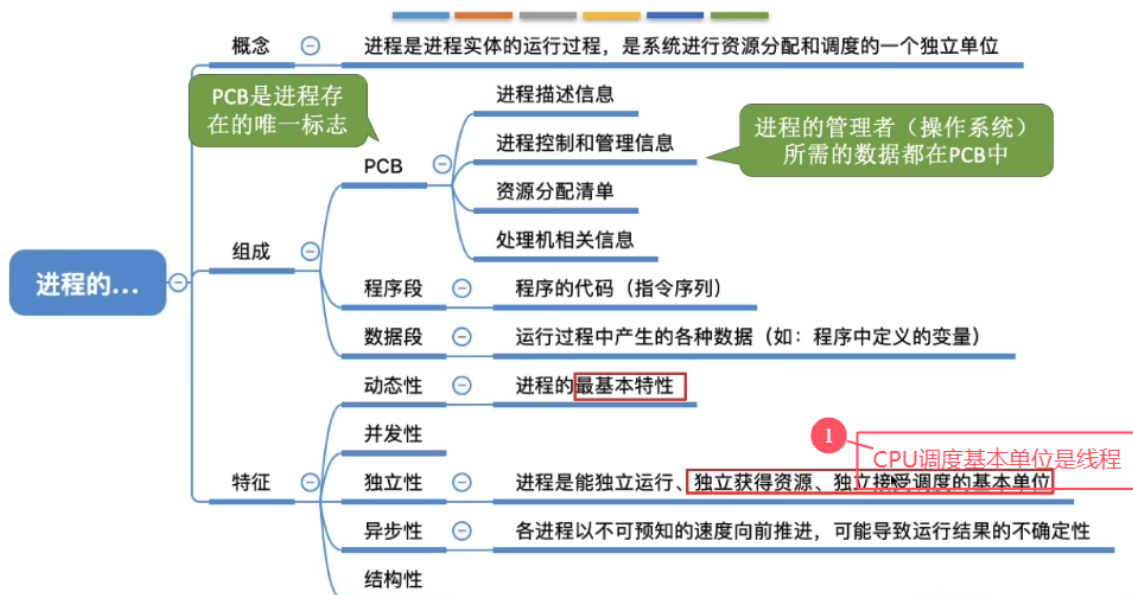 概念
进程是进程实体的运行过程，是系统进行资源分配和调度的一个独立单位
PCB是进程存
在的唯一标志
进程描述信息
进程的管理者（操作系统）
所需的数据都在PCB中
进程控制和管理信息
PCB
资源分配清单
处理机相关信息
组成
进程的...
程序段
程序的代码（指令序列）
数据段
运行过程中产生的各种数据（如：程序中定义的变量）
动态性
进程的最基本特性
并发性
1
CPU调度基本单位是线程
特征
独立性
进程是能独立运行、独立获得资源、独立接受调度的基本单位
异步性
各进程以不可预知的速度向前推进，可能导致运行结果的不确定性
结构性